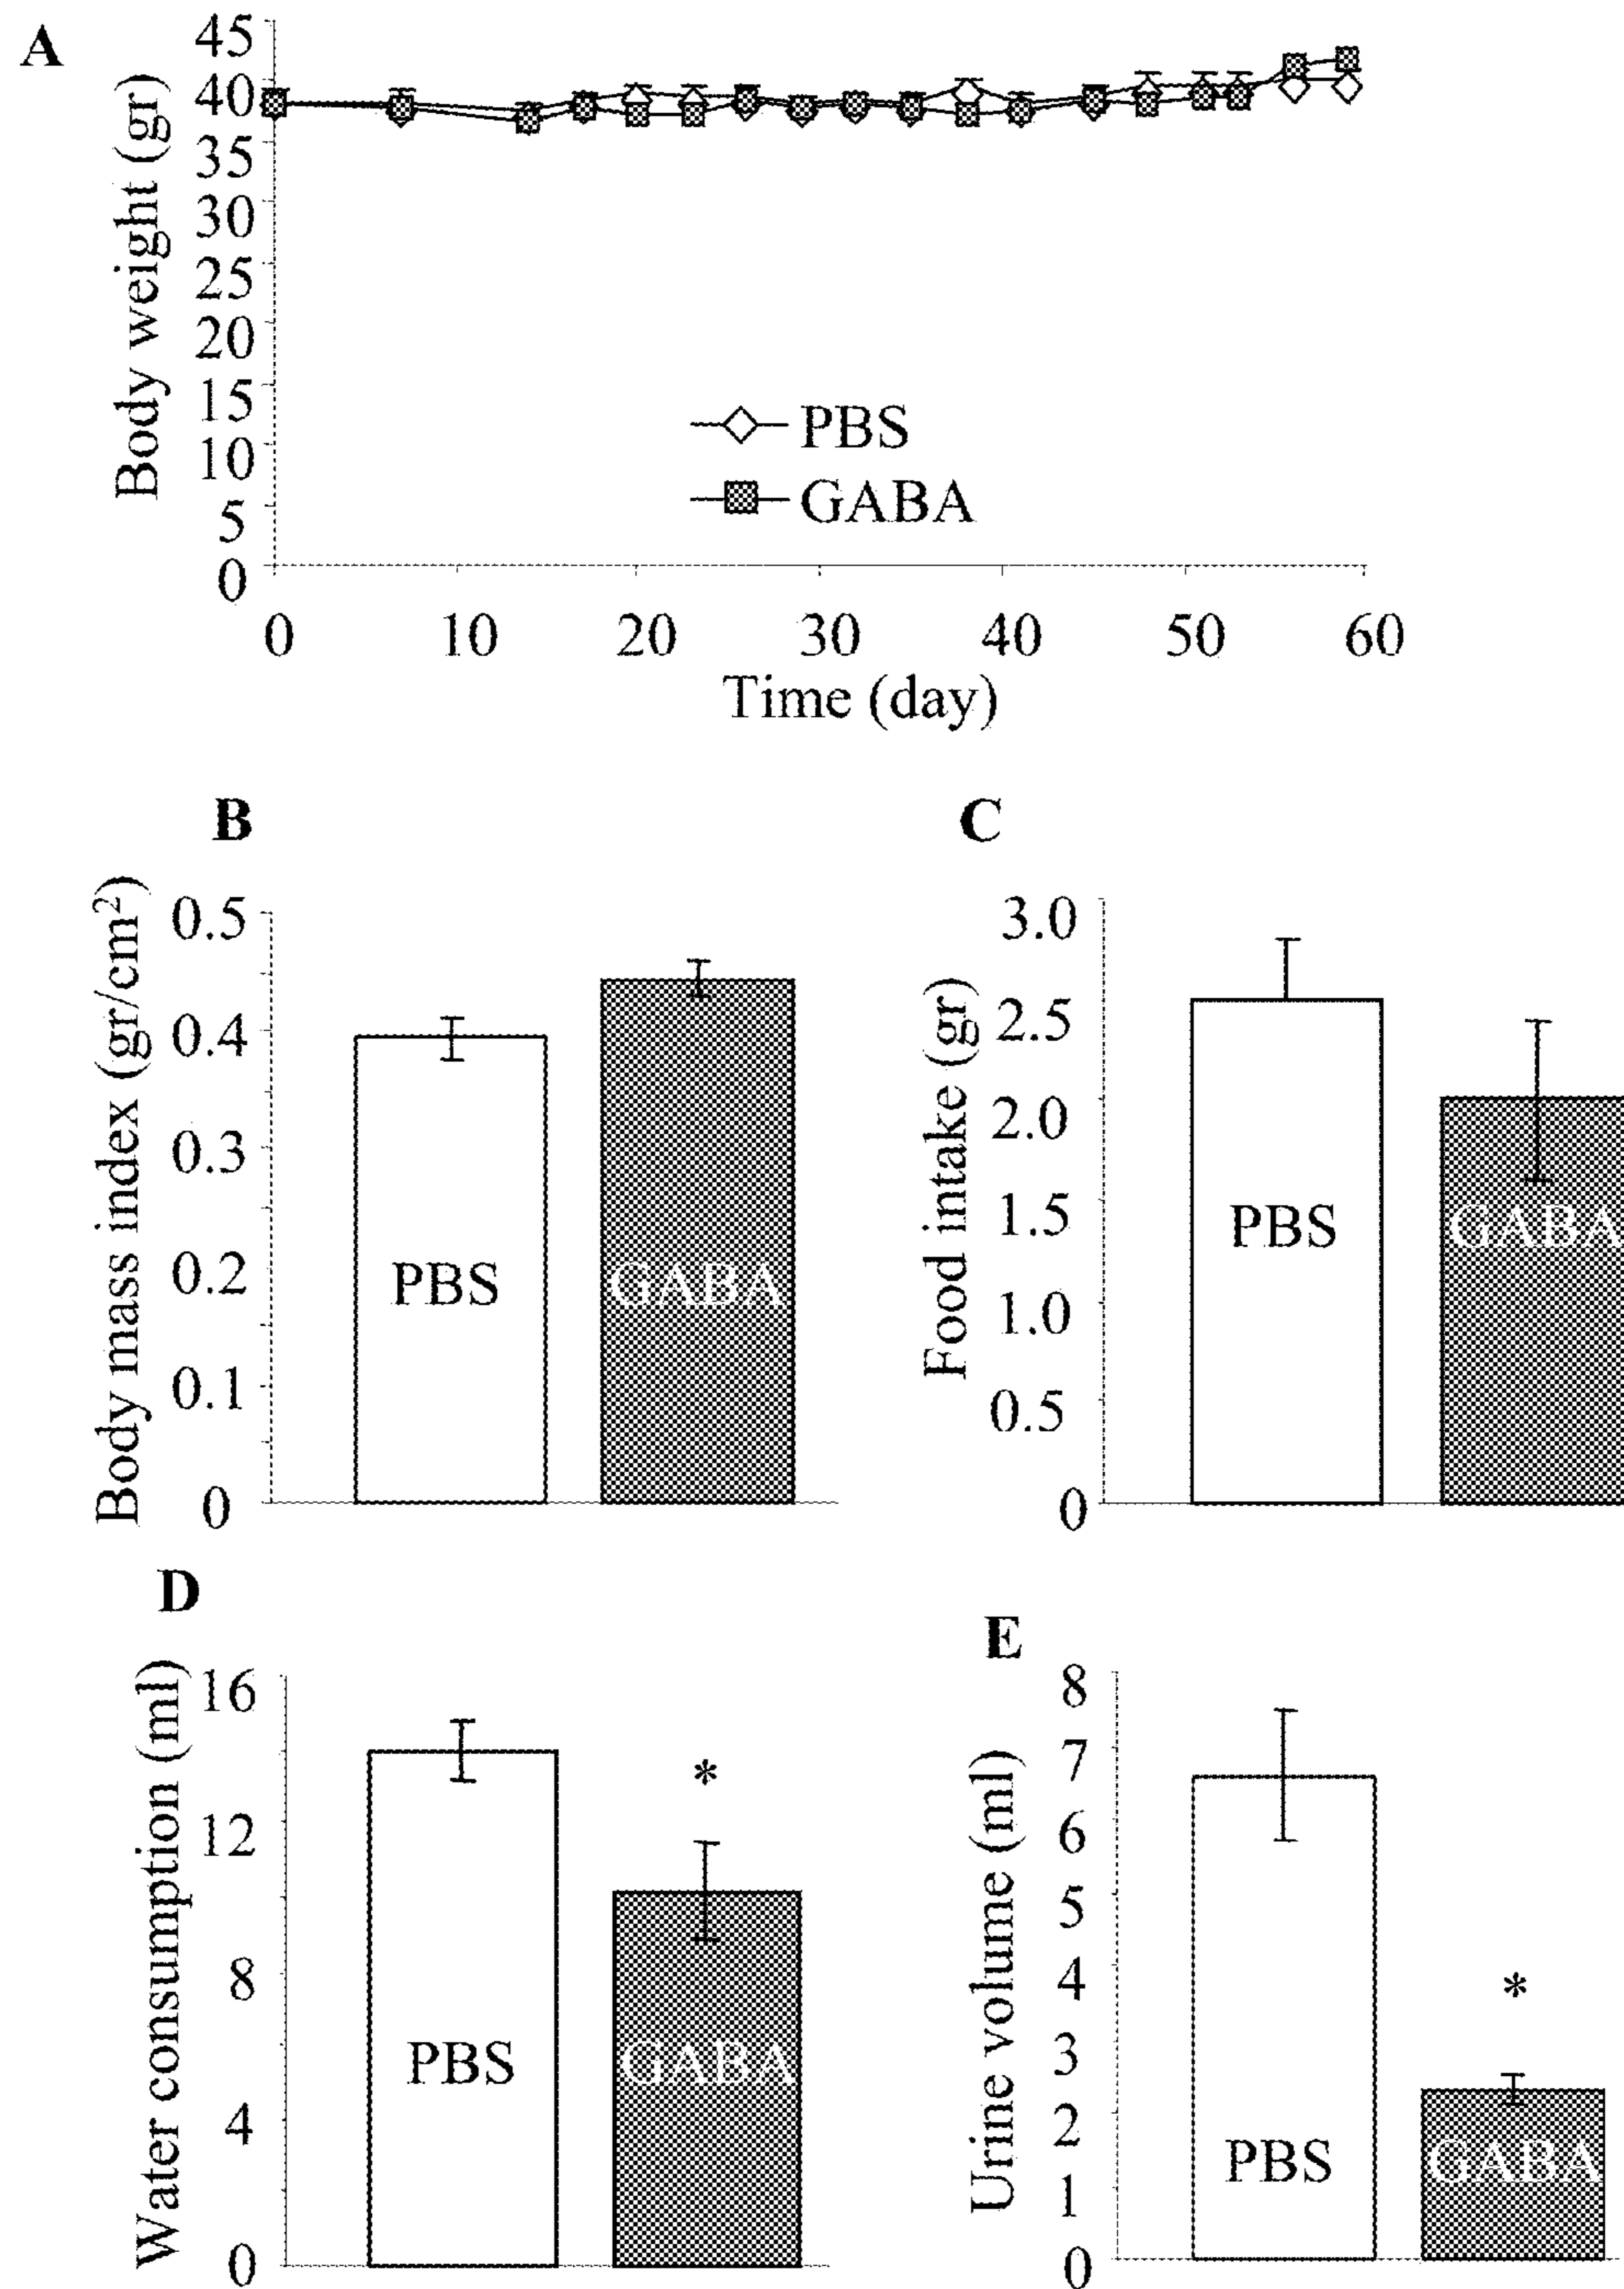 A
Body weight (gr)
45
40
35
30
25
20
15
10
5
0
PBS
GABA
0 10 20 30 40 50 60
Time (day)
B
Body mass index (gr/cm²)
0.5
0.4
0.3
0.2
0.1
0
PBS
GABA
C
Food intake (gr)
3.0
2.5
2.0
1.5
1.0
0.5
0
PBS
GABA
D
Water consumption (ml)
16
12
8
4
0
PBS
*
GABA
E
Urine volume (ml)
8
7
6
5
4
3
2
1
0
PBS
*
GABA